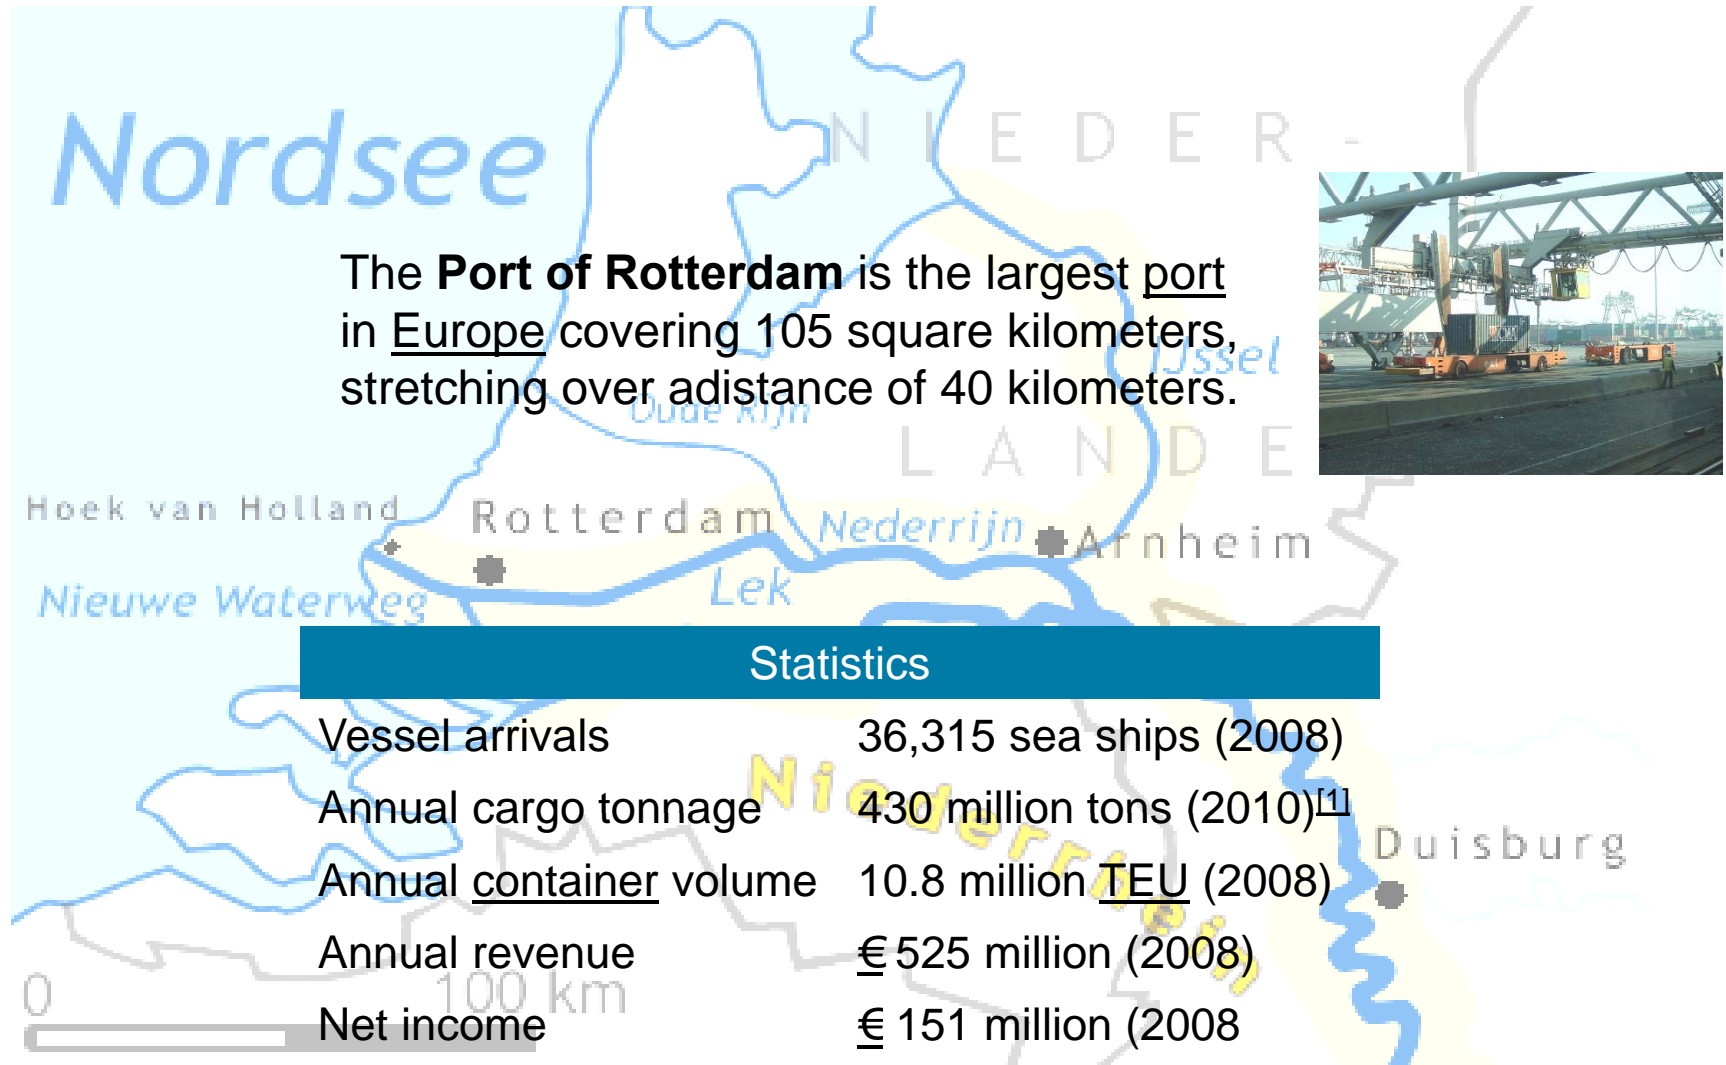 Nordsee
NIEDER-
The Port of Rotterdam is the largest port
in Europe covering 105 square kilometers,
stretching over adistance of 40 kilometers.
IJssel
Oude Rijn
LANDE
Hoek van Holland
Rotterdam
Nederrijn
Arnheim
Nieuwe Waterweg
Lek
Statistics
Vessel arrivals 36,315 sea ships (2008)
Niederrhein
Annual cargo tonnage 430 million tons (2010)[1]
Duisburg
Annual container volume 10.8 million TEU (2008)
Annual revenue € 525 million (2008)
0 100 km
Net income € 151 million (2008
CMA